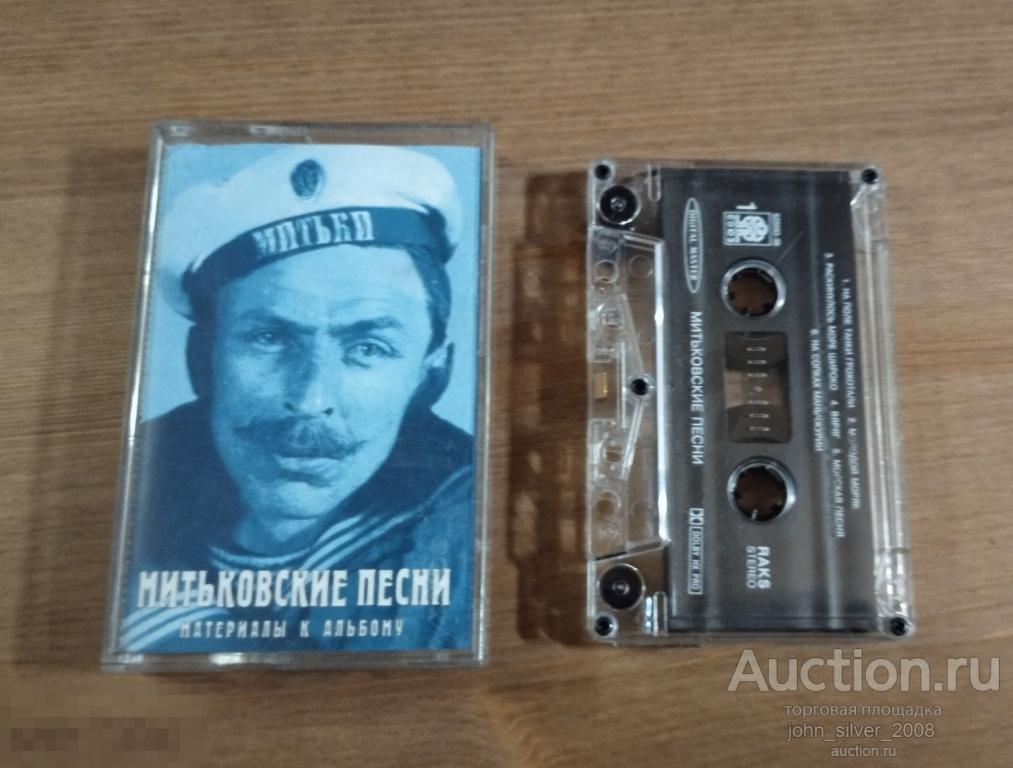 МИТЬКИ
МИТЬКОВСКИЕ ПЕСНИ
МАТЕРИАЛЫ К АЛЬБОМУ
1
DIGITAL MASTER
МИТЬКОВСКИЕ ПЕСНИ
1. НА ПОЛЕ ТАНКИ ГРОХОТАЛИ 2. МОЛОДОЙ МОРЯК
3. РАСКИНУЛОСЬ МОРЕ ШИРОКО 4. ВАРЯГ 5. МОРСКАЯ ПЕСНЯ
6. НА СОПКАХ МАНЬЧЖУРИИ
RAKS
STEREO
DOLBY HX PRO
Auction.ru
торговая площадка
john_silver_2008
auction.ru